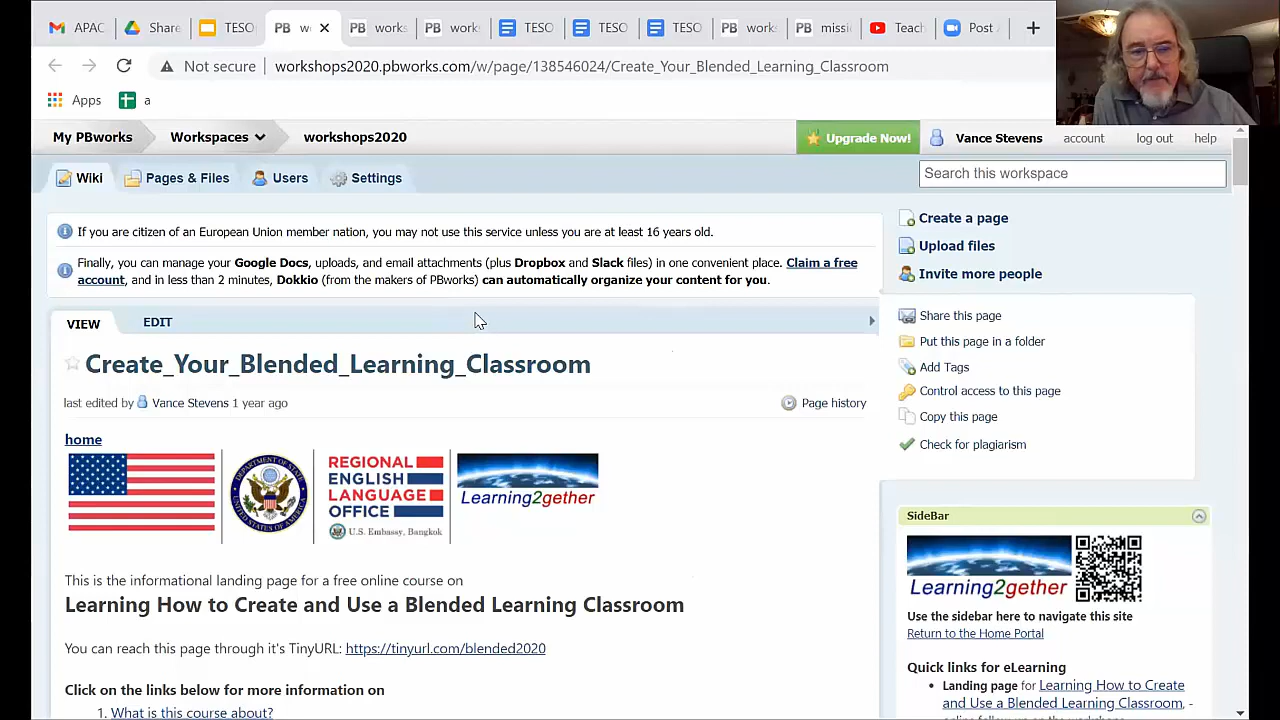 APAC
Share
TESO
w
works
work
TESO
TESO
TESO
work
missi
Teach
Post
Not secure
workshops2020.pbworks.com/w/page/138546024/Create_Your_Blended_Learning_Classroom
Apps
a
My PBworks
Workspaces
workshops2020
Upgrade Now!
Vance Stevens
account
log out
help
Wiki
Pages & Files
Users
Settings
Search this workspace
If you are citizen of an European Union member nation, you may not use this service unless you are at least 16 years old.
Finally, you can manage your Google Docs, uploads, and email attachments (plus Dropbox and Slack files) in one convenient place. Claim a free
account, and in less than 2 minutes, Dokkio (from the makers of PBworks) can automatically organize your content for you.
Create a page
Upload files
Invite more people
VIEW
EDIT
Share this page
Put this page in a folder
Add Tags
Control access to this page
Copy this page
Check for plagiarism
Create_Your_Blended_Learning_Classroom
last edited by Vance Stevens 1 year ago
Page history
home
REGIONAL
ENGLISH
LANGUAGE
OFFICE
U.S. Embassy, Bangkok
Learning2gether
This is the informational landing page for a free online course on
Learning How to Create and Use a Blended Learning Classroom
You can reach this page through it's TinyURL: https://tinyurl.com/blended2020
Click on the links below for more information on
1. What is this course about?
SideBar
Learning2gether
Use the sidebar here to navigate this site
Return to the Home Portal
Quick links for eLearning
Landing page for Learning How to Create
and Use a Blended Learning Classroom, -